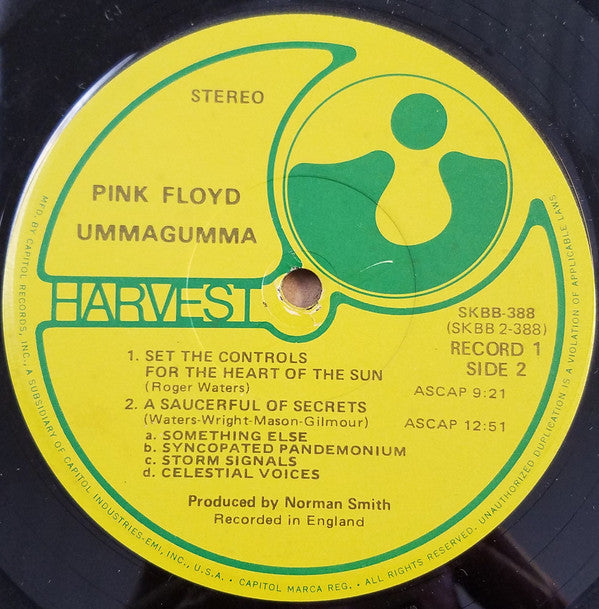 STEREO
PINK FLOYD
UMMAGUMMA
HARVEST
SKBB-388
(SKBB 2-388)
RECORD 1
SIDE 2
1. SET THE CONTROLS
FOR THE HEART OF THE SUN
(Roger Waters) ASCAP 9:21
2. A SAUCERFUL OF SECRETS
(Waters-Wright-Mason-Gilmour) ASCAP 12:51
a. SOMETHING ELSE
b. SYNCOPATED PANDEMONIUM
c. STORM SIGNALS
d. CELESTIAL VOICES
Produced by Norman Smith
Recorded in England
MFD. BY CAPITOL RECORDS, INC., A SUBSIDIARY OF CAPITOL INDUSTRIES-EMI, INC., U.S.A. • CAPITOL MARCA REG. • ALL RIGHTS RESERVED. UNAUTHORIZED DUPLICATION IS A VIOLATION OF APPLICABLE LAWS